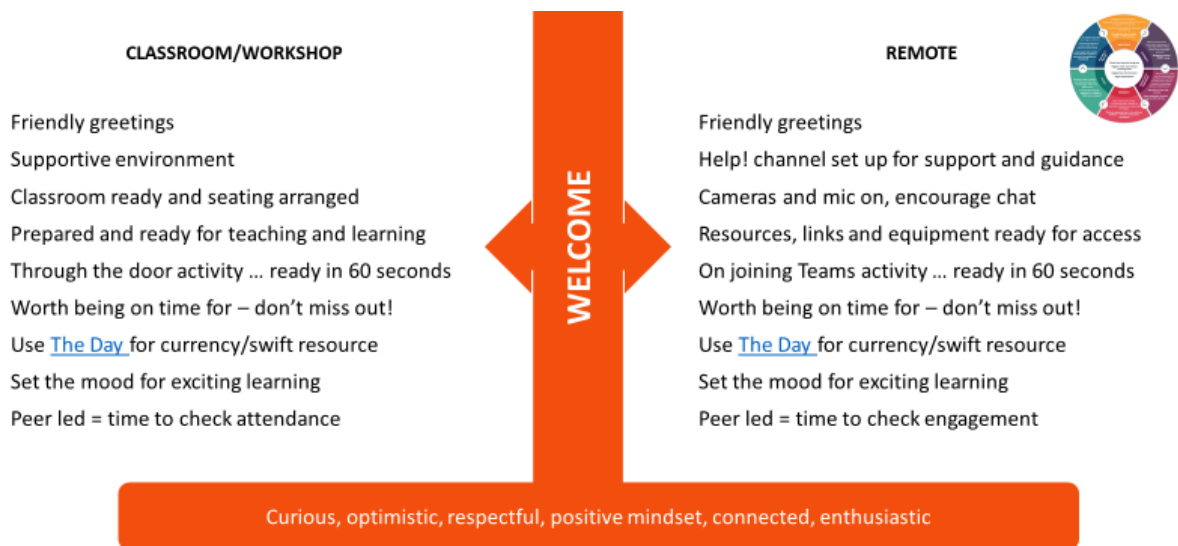 CLASSROOM/WORKSHOP
Friendly greetings
Supportive environment
Classroom ready and seating arranged
Prepared and ready for teaching and learning
Through the door activity ... ready in 60 seconds
Worth being on time for – don’t miss out!
Use The Day for currency/swift resource
Set the mood for exciting learning
Peer led = time to check attendance
WELCOME
REMOTE
Friendly greetings
Help! channel set up for support and guidance
Cameras and mic on, encourage chat
Resources, links and equipment ready for access
On joining Teams activity ... ready in 60 seconds
Worth being on time for – don’t miss out!
Use The Day for currency/swift resource
Set the mood for exciting learning
Peer led = time to check engagement
Curious, optimistic, respectful, positive mindset, connected, enthusiastic